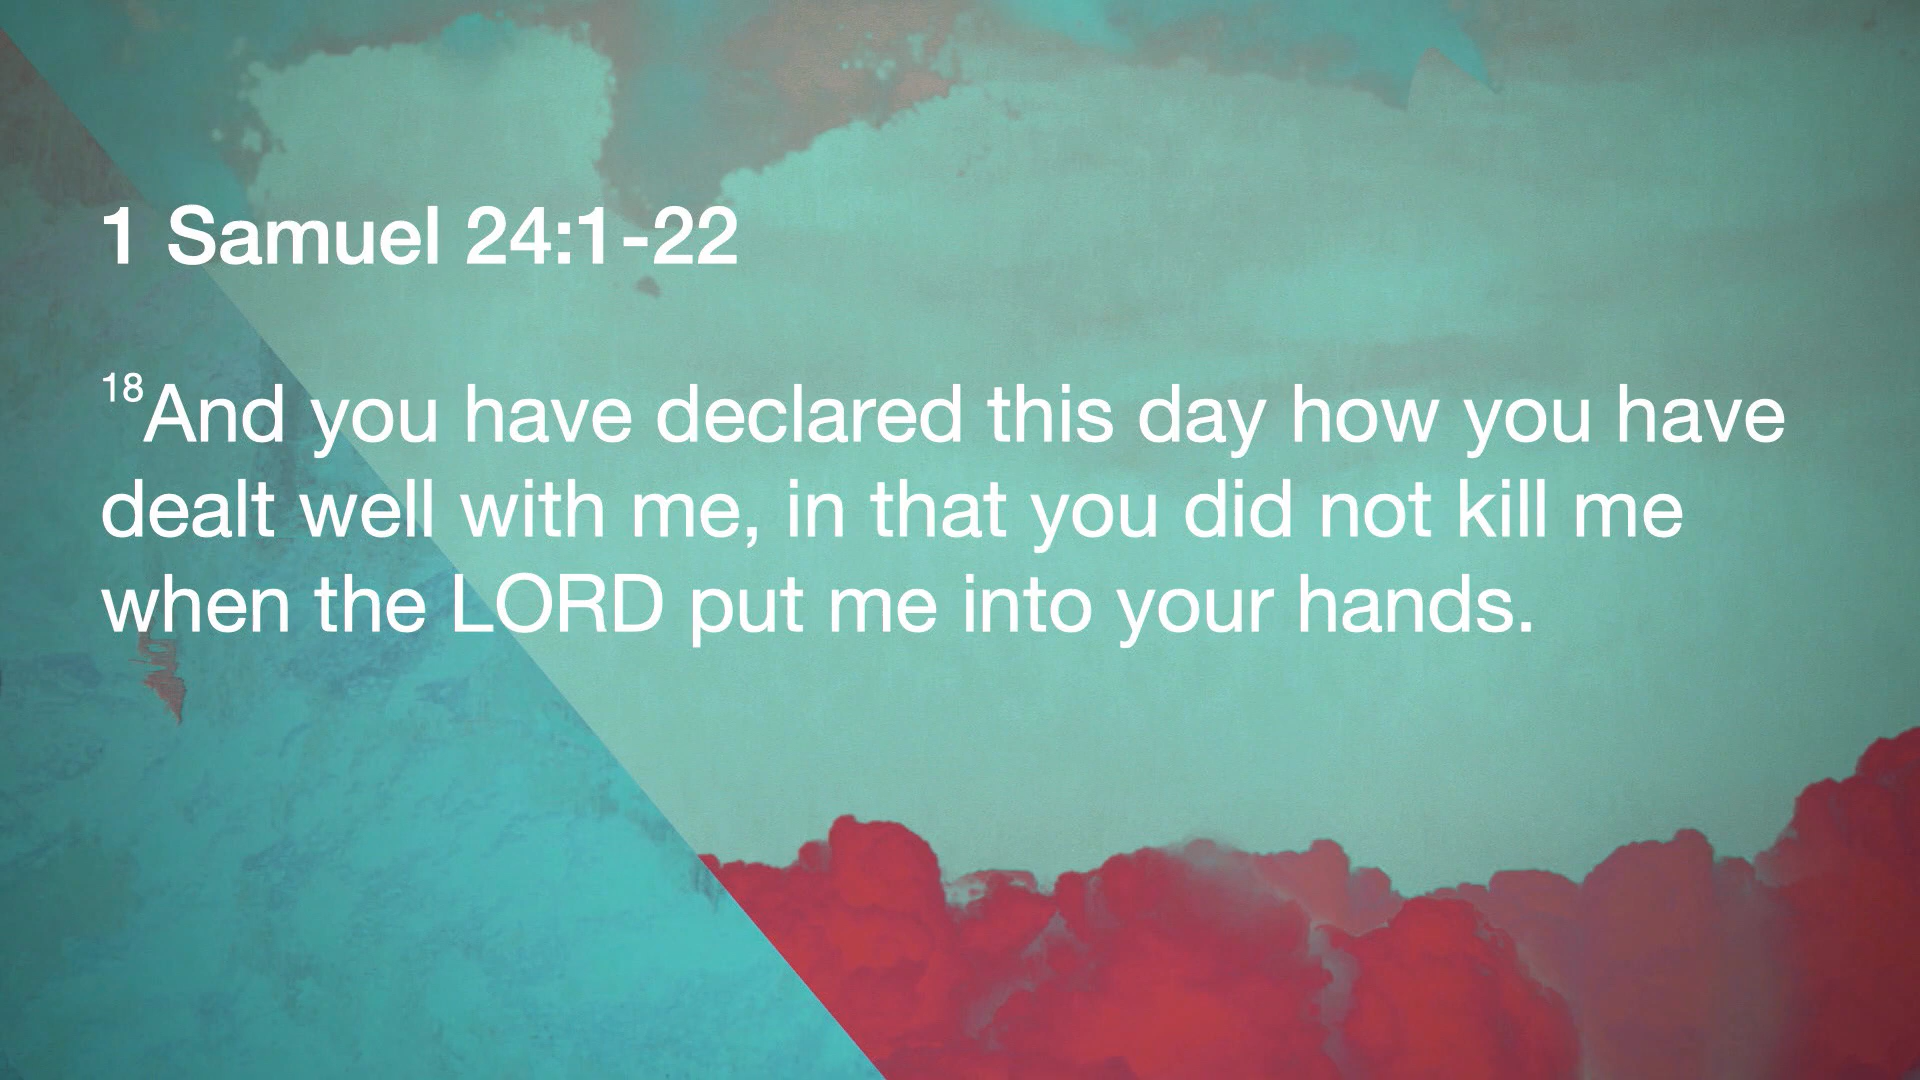 1 Samuel 24:1-22
18And you have declared this day how you have
dealt well with me, in that you did not kill me
when the LORD put me into your hands.